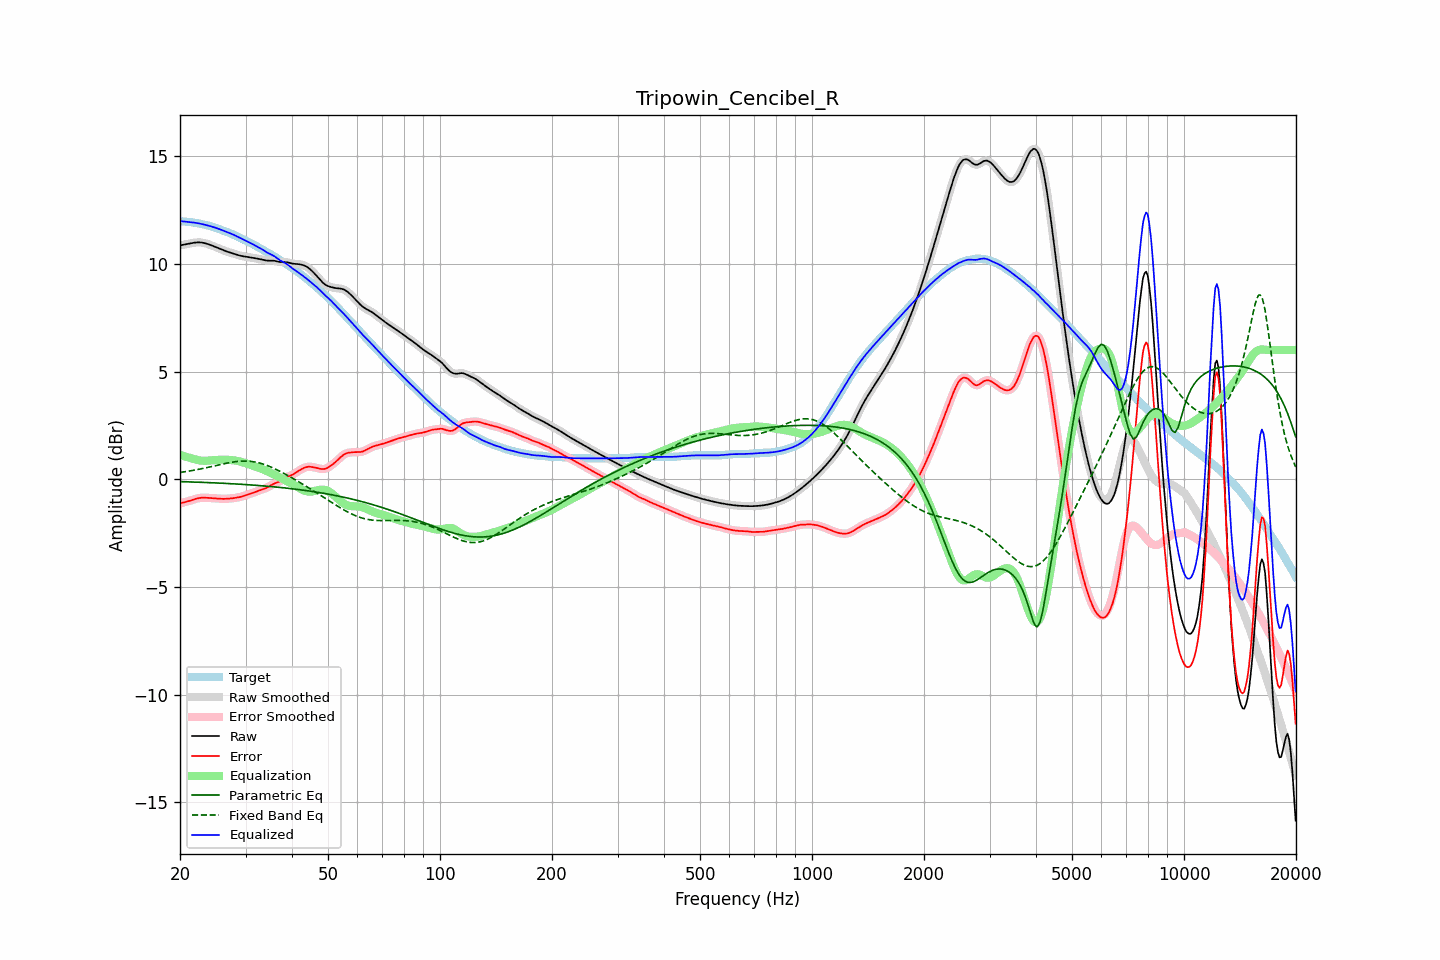 Tripowin_Cencibel_R
Amplitude (dBr)
15
10
5
0
−5
−10
−15
Target
Raw Smoothed
Error Smoothed
Raw
Error
Equalization
Parametric Eq
Fixed Band Eq
Equalized
20 50 100 200 500 1000 2000 5000 10000 20000
Frequency (Hz)